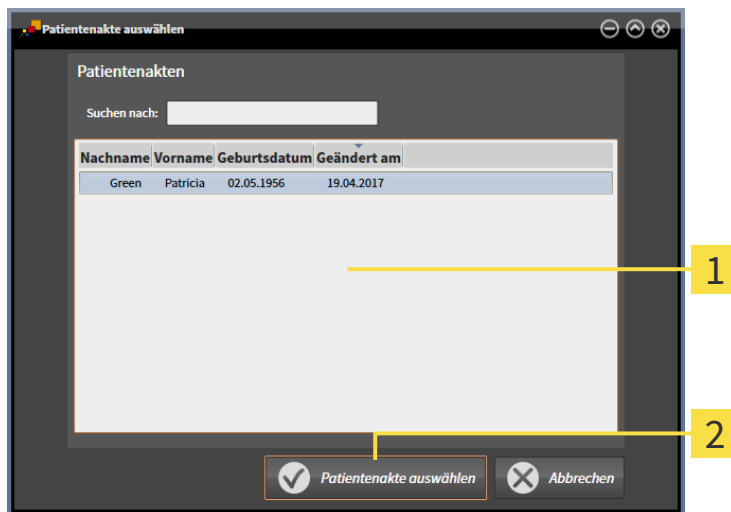 Patientenakte auswählen
Patientenakten
Suchen nach:
Nachname Vorname Geburtsdatum Geändert am
Green Patricia 02.05.1956 19.04.2017
1
2
Patientenakte auswählen Abbrechen